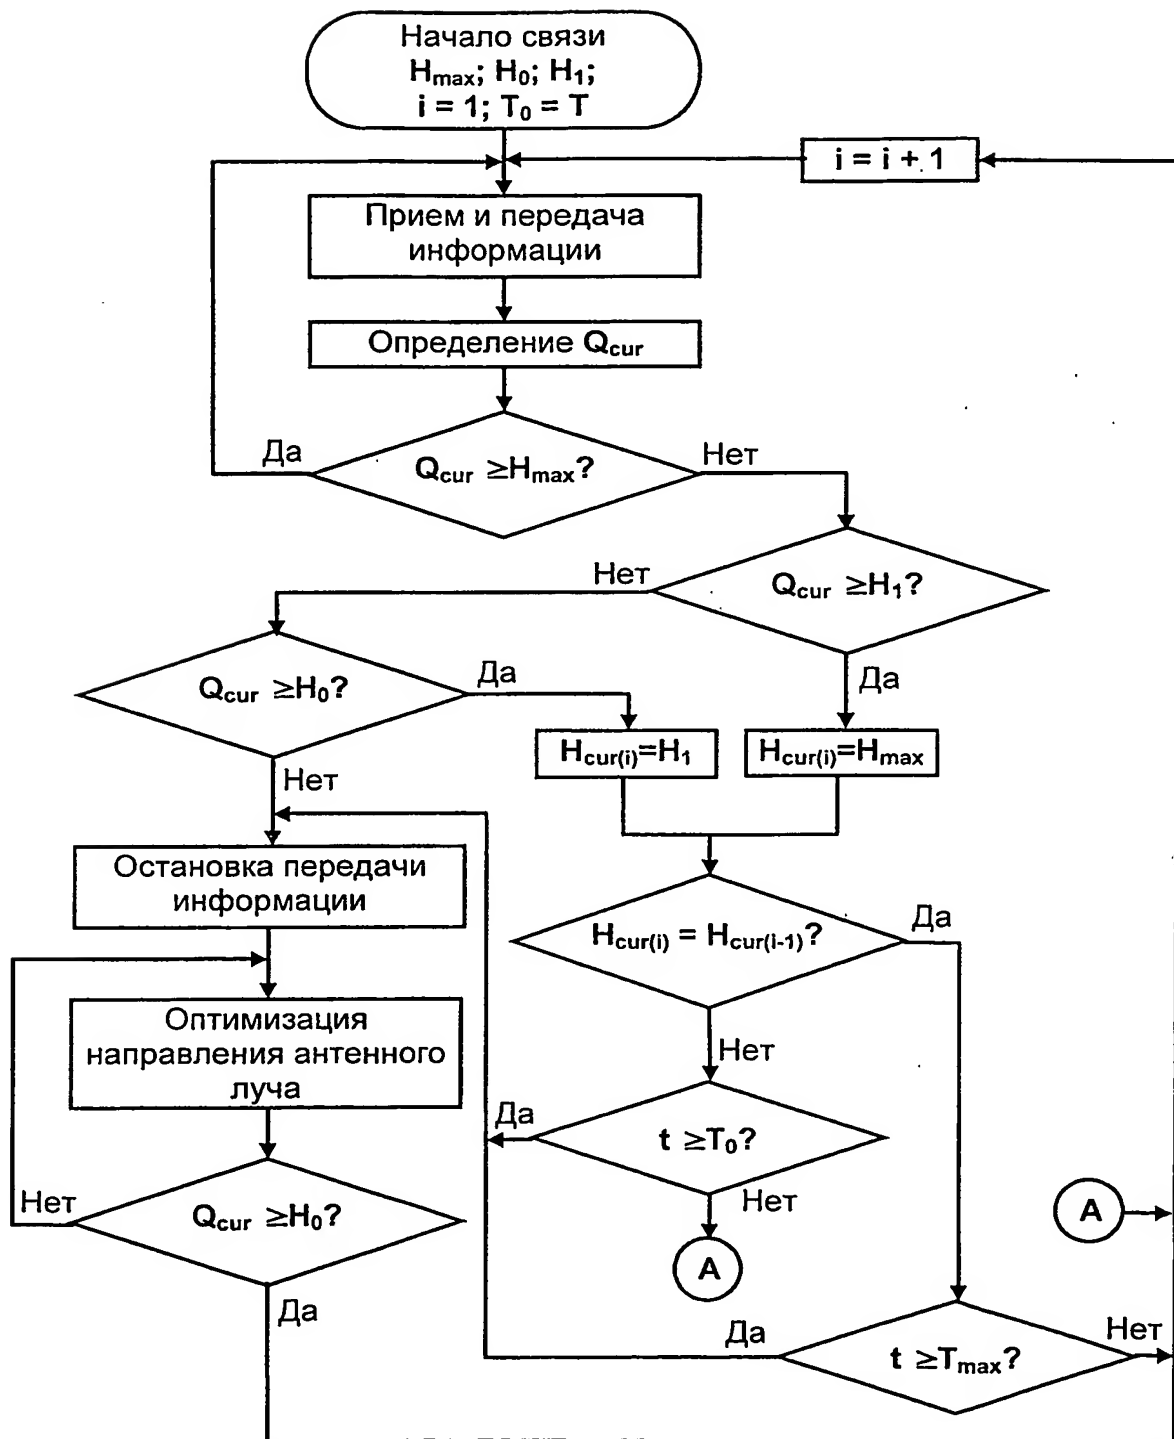 Начало связи
Hmax; H0; H1;
i = 1; T0 = T
i = i + 1
Прием и передача
информации
Определение Qcur
Да
Qcur ≥Hmax?
Нет
Нет
Qcur ≥H1?
Qcur ≥H0?
Да
Да
Hcur(i)=H1
Hcur(i)=Hmax
Нет
Остановка передачи
информации
Hcur(i) = Hcur(i-1)?
Да
Оптимизация
направления антенного
луча
Нет
Да
t ≥T0?
Нет
Нет
Qcur ≥H0?
A
A
Да
Да
t ≥Tmax?
Нет